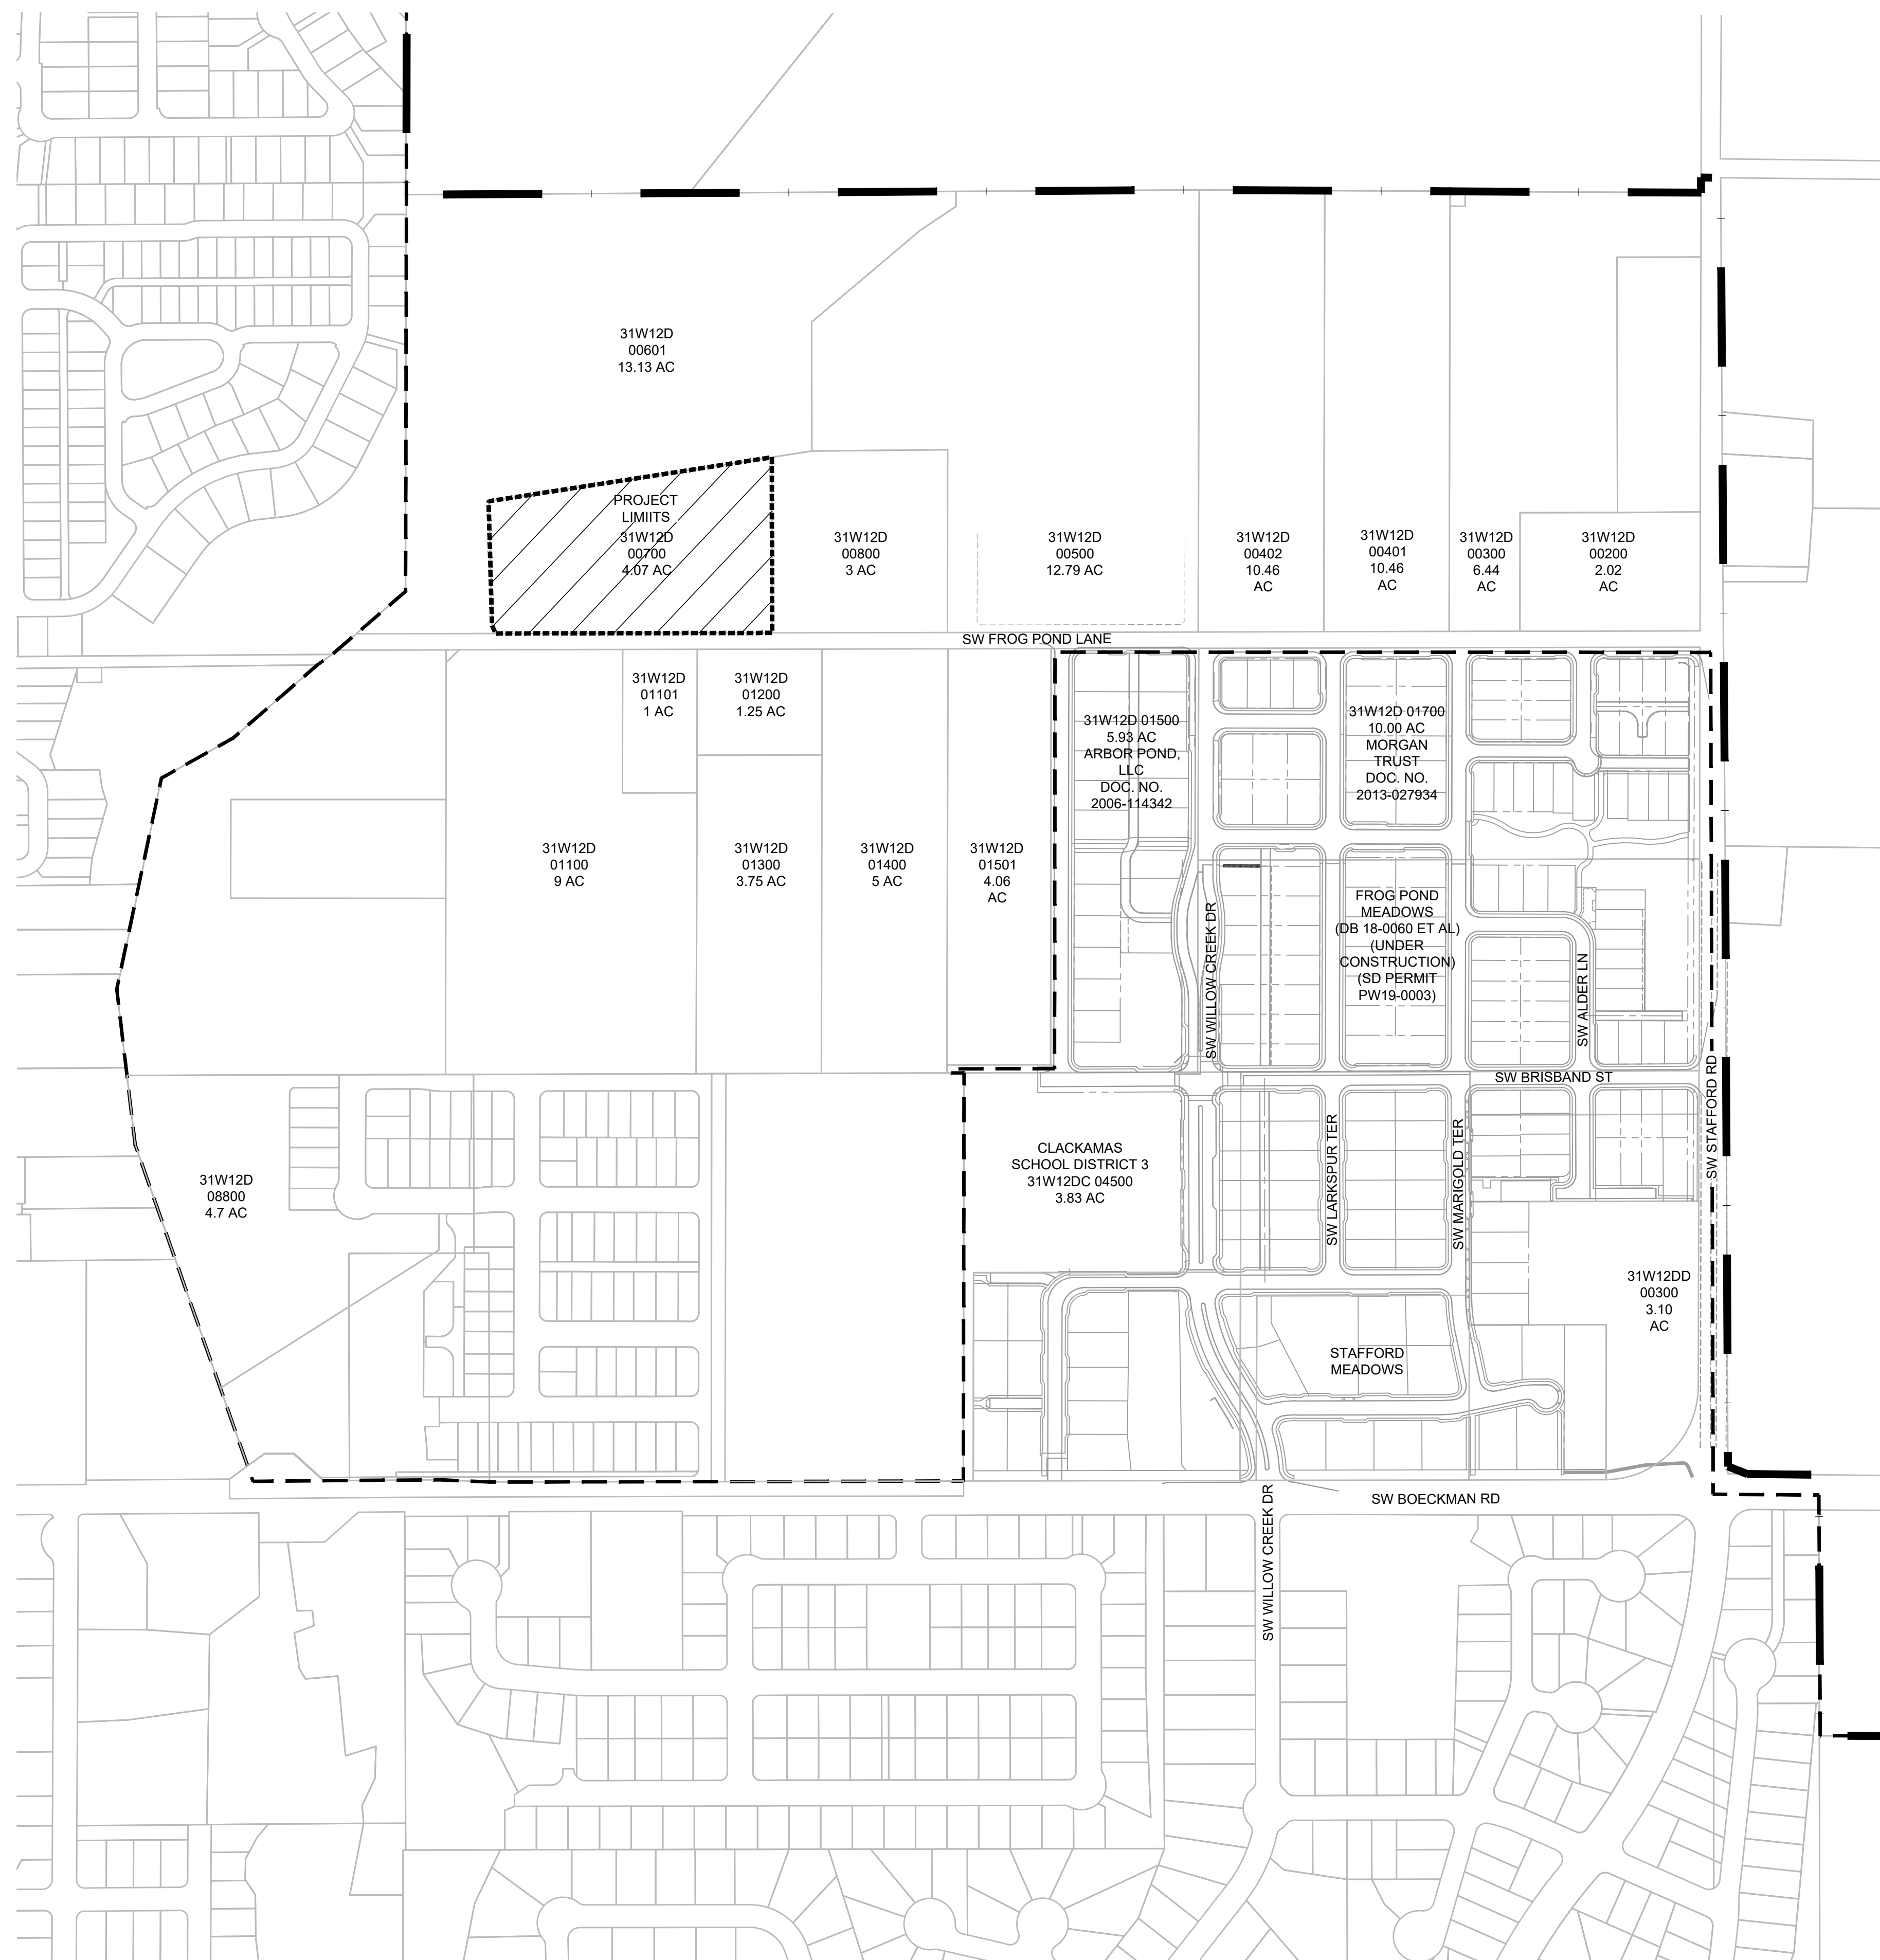 31W12D
00601
13.13 AC
PROJECT
LIMIITS
31W12D
00700
4.07 AC
31W12D
00800
3 AC
31W12D
00500
12.79 AC
31W12D
00402
10.46
AC
31W12D
00401
10.46
AC
31W12D
00300
6.44
AC
31W12D
00200
2.02
AC
SW FROG POND LANE
31W12D
01101
1 AC
31W12D
01200
1.25 AC
31W12D 01500
5.93 AC
ARBOR POND,
LLC
DOC. NO.
2006-114342
31W12D 01700
10.00 AC
MORGAN
TRUST
DOC. NO.
2013-027934
31W12D
01100
9 AC
31W12D
01300
3.75 AC
31W12D
01400
5 AC
31W12D
01501
4.06
AC
SW WILLOW CREEK DR
FROG POND
MEADOWS
(DB 18-0060 ET AL)
(UNDER
CONSTRUCTION)
(SD PERMIT
PW19-0003)
SW ALDER LN
SW BRISBAND ST
SW STAFFORD RD
31W12D
08800
4.7 AC
CLACKAMAS
SCHOOL DISTRICT 3
31W12DC 04500
3.83 AC
SW LARKSPUR TER
SW MARIGOLD TER
31W12DD
00300
3.10
AC
STAFFORD
MEADOWS
SW BOECKMAN RD
SW WILLOW CREEK DR